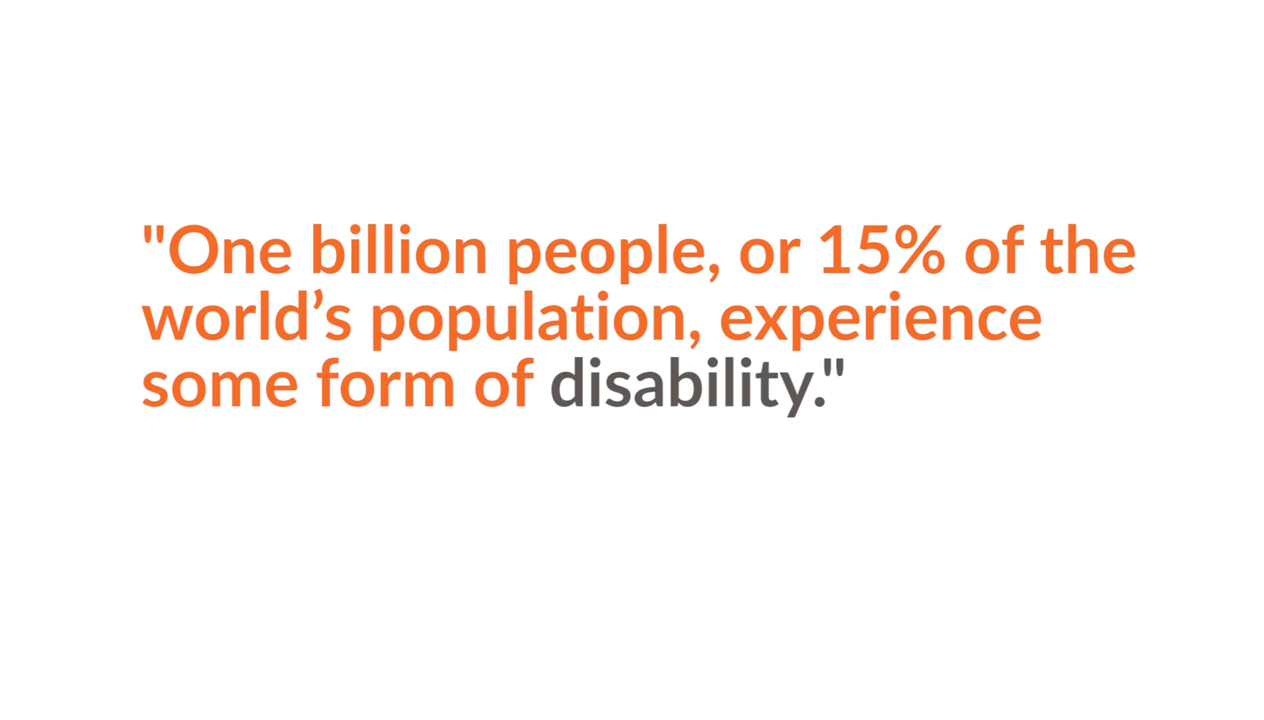 "One billion people, or 15% of the
world’s population, experience
some form of disability."